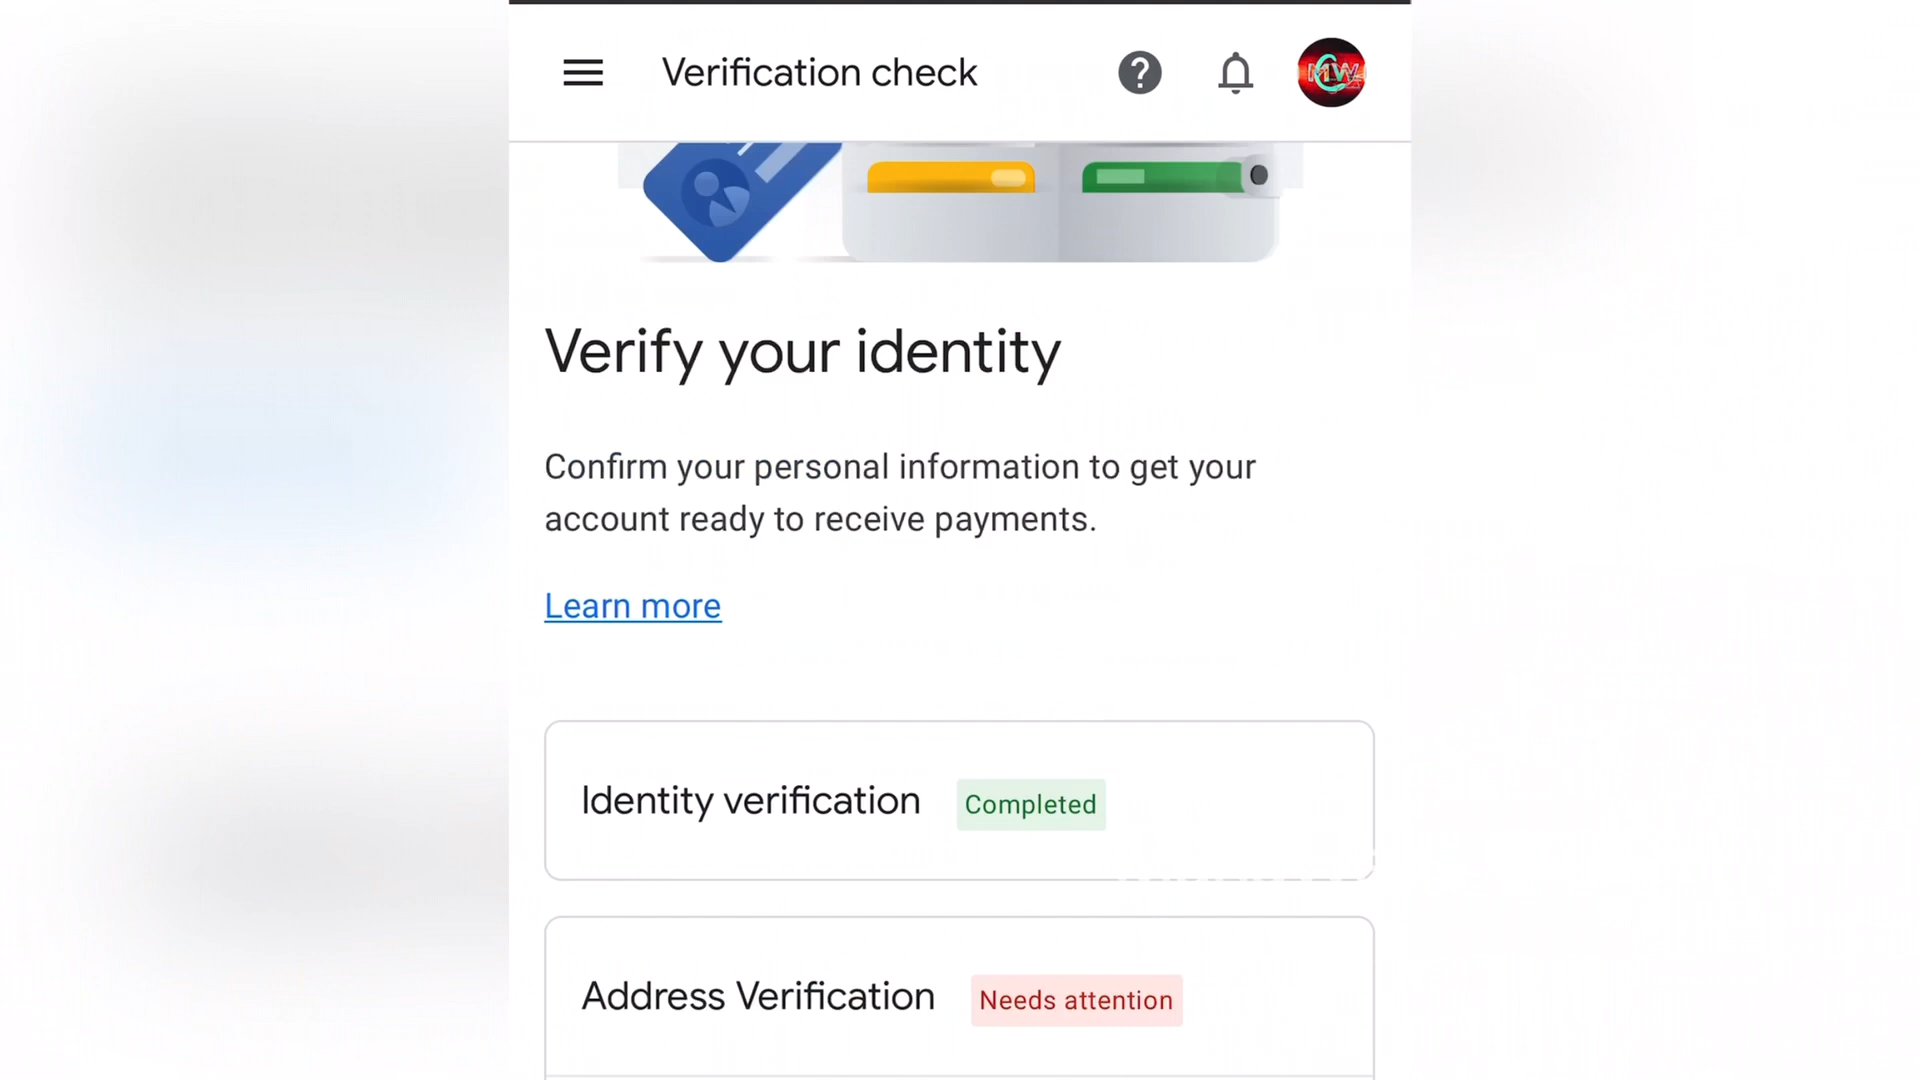 Verification check
MCW
Verify your identity
Confirm your personal information to get your
account ready to receive payments.
Learn more
Identity verification Completed
Address Verification Needs attention